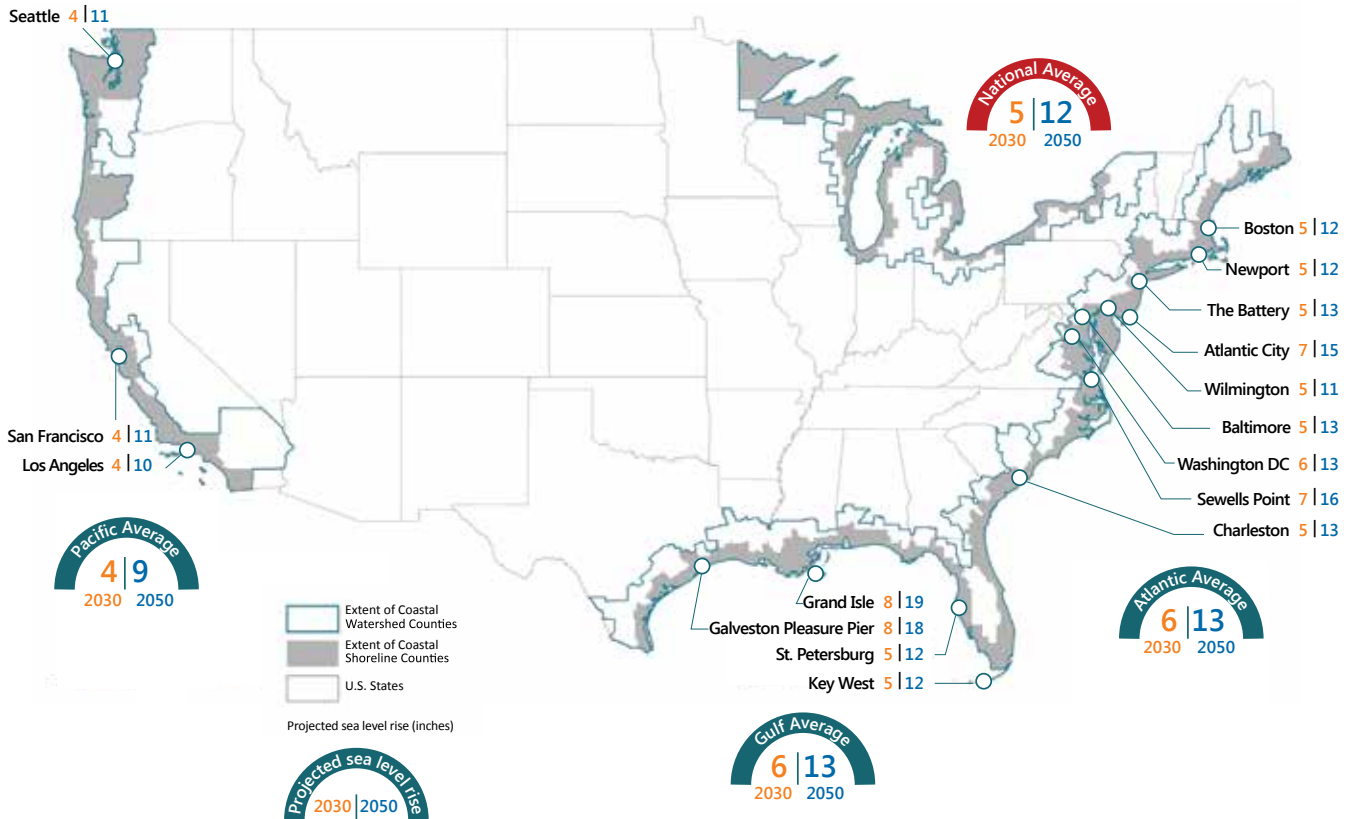 Seattle 4 | 11
National Average
5 | 12
2030 2050
Boston 5 | 12
Newport 5 | 12
The Battery 5 | 13
Atlantic City 7 | 15
Wilmington 5 | 11
Baltimore 5 | 13
Washington DC 6 | 13
Sewells Point 7 | 16
Charleston 5 | 13
San Francisco 4 | 11
Los Angeles 4 | 10
Pacific Average
4 | 9
2030 2050
Grand Isle 8 | 19
Galveston Pleasure Pier 8 | 18
St. Petersburg 5 | 12
Key West 5 | 12
Atlantic Average
6 | 13
2030 2050
Extent of Coastal
Watershed Counties
Extent of Coastal
Shoreline Counties
U.S. States
Projected sea level rise (inches)
Gulf Average
6 | 13
2030 2050
Projected sea level rise
2030 | 2050